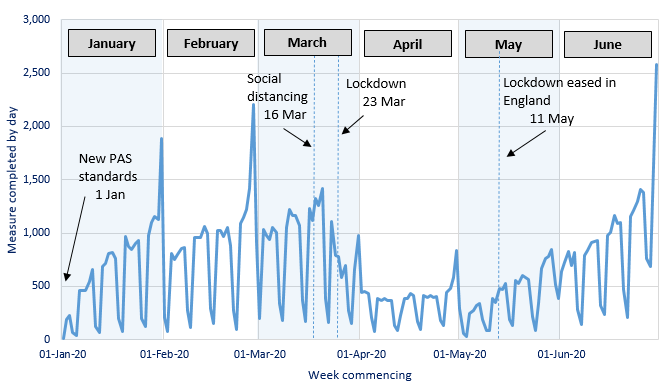 3,000
2,500
2,000
1,500
1,000
500
0
Measure completed by day
January
February
March
April
May
June
Social
distancing
16 Mar
Lockdown
23 Mar
Lockdown eased in
England
11 May
New PAS
standards
1 Jan
01-Jan-20
01-Feb-20
01-Mar-20
01-Apr-20
01-May-20
01-Jun-20
Week commencing